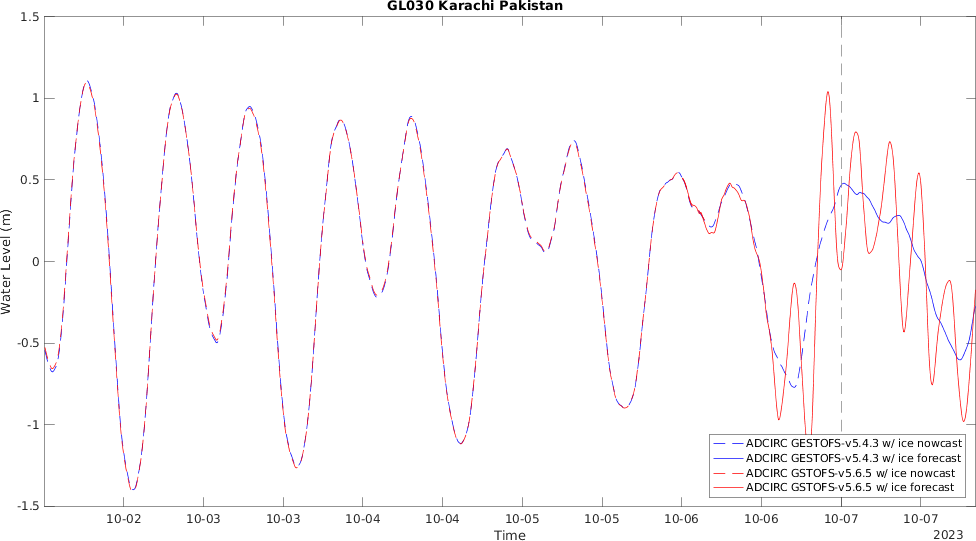 GL030 Karachi Pakistan
1.5
1
0.5
0
-0.5
-1
-1.5
Water Level (m)
10-02
10-03
10-03
10-04
10-04
10-05
10-05
10-06
10-06
10-07
10-07
Time
2023
ADCIRC GESTOFS-v5.4.3 w/ ice nowcast
ADCIRC GESTOFS-v5.4.3 w/ ice forecast
ADCIRC GSTOFS-v5.6.5 w/ ice nowcast
ADCIRC GSTOFS-v5.6.5 w/ ice forecast